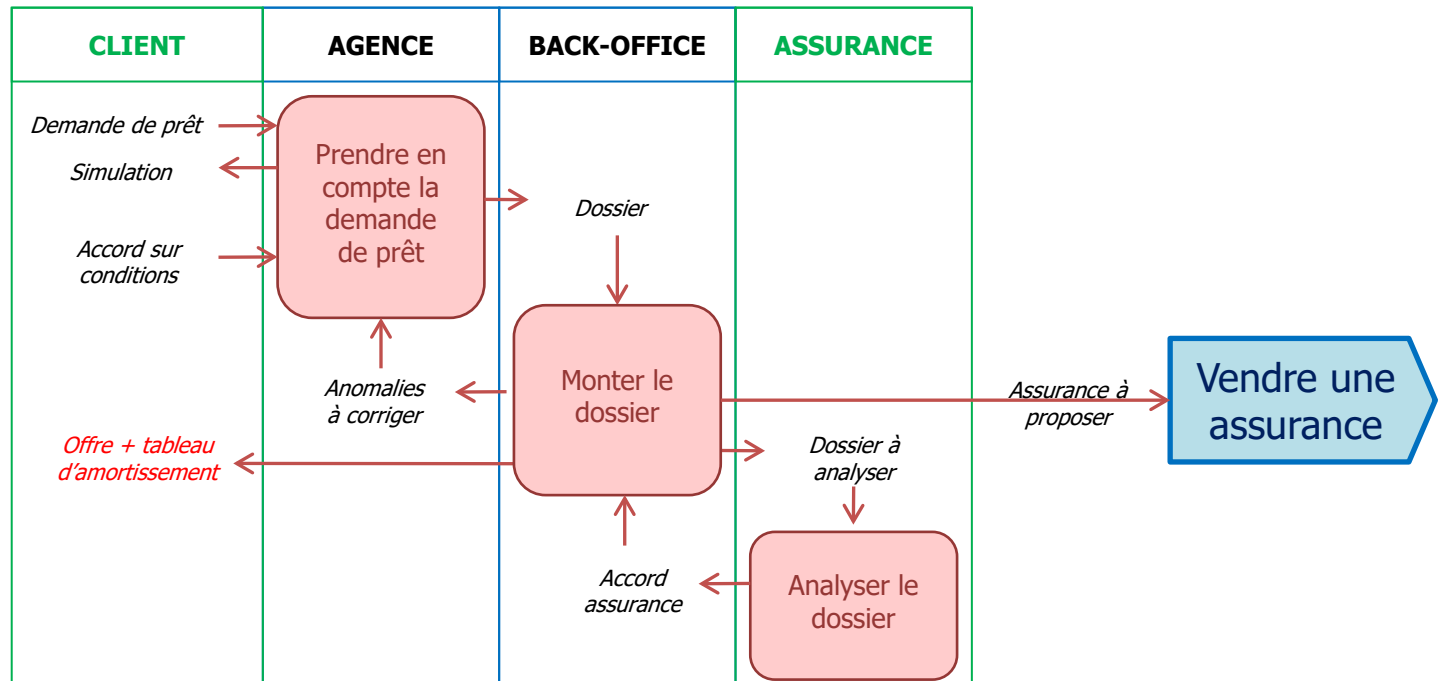 CLIENT
AGENCE
BACK-OFFICE
ASSURANCE
Demande de prêt
Simulation
Accord sur
conditions
Prendre en
compte la
demande
de prêt
Dossier
Anomalies
à corriger
Monter le
dossier
Assurance à
proposer
Vendre une
assurance
Offre + tableau
d’amortissement
Dossier à
analyser
Accord
assurance
Analyser le
dossier